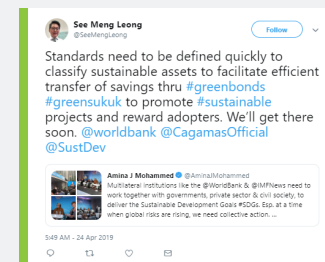 See Meng Leong
@SeeMengLeong
Follow
Standards need to be defined quickly to
classify sustainable assets to facilitate efficient
transfer of savings thru #greenbonds
#greensukuk to promote #sustainable
projects and reward adopters. We'll get there
soon. @worldbank @CagamasOfficial
@SustDev
Amina J Mohammed @AminaJMohammed
Multilateral institutions like the @WorldBank & @IMFNews need to
work together with governments, private sector & civil society, to
deliver the Sustainable Development Goals #SDGs. Esp. at a time
when global risks are rising, we need collective action. ...
5:49 AM - 24 Apr 2019